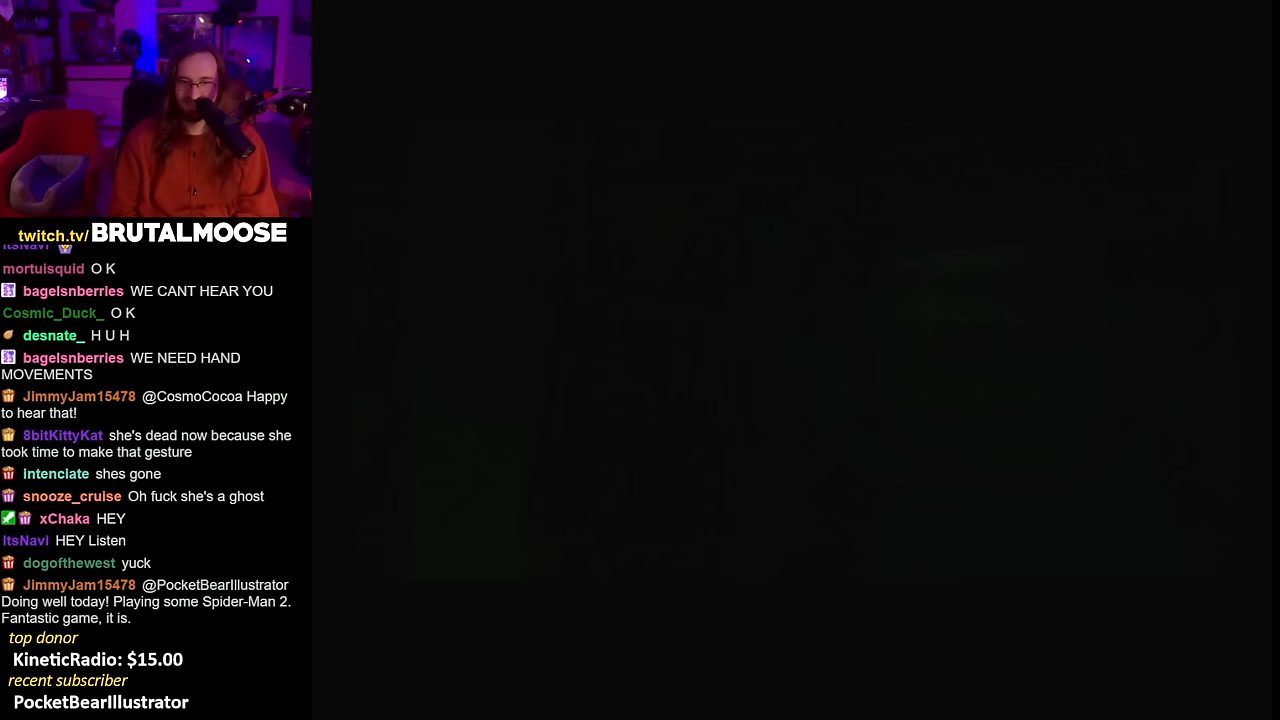 twitch.tv/BRUTALMOOSE
ItsNavi
mortuisquid O K
bagelsnberries WE CANT HEAR YOU
Cosmic_Duck_ O K
desnate_ H U H
bagelsnberries WE NEED HAND
MOVEMENTS
JimmyJam15478 @CosmoCocoa Happy
to hear that!
8bitKittyKat she's dead now because she
took time to make that gesture
intenciate shes gone
snooze_cruise Oh fuck she's a ghost
xChaka HEY
ItsNavi HEY Listen
dogofthewest yuck
JimmyJam15478 @PocketBearIllustrator
Doing well today! Playing some Spider-Man 2.
Fantastic game, it is.
top donor
KineticRadio: $15.00
recent subscriber
PocketBearIllustrator